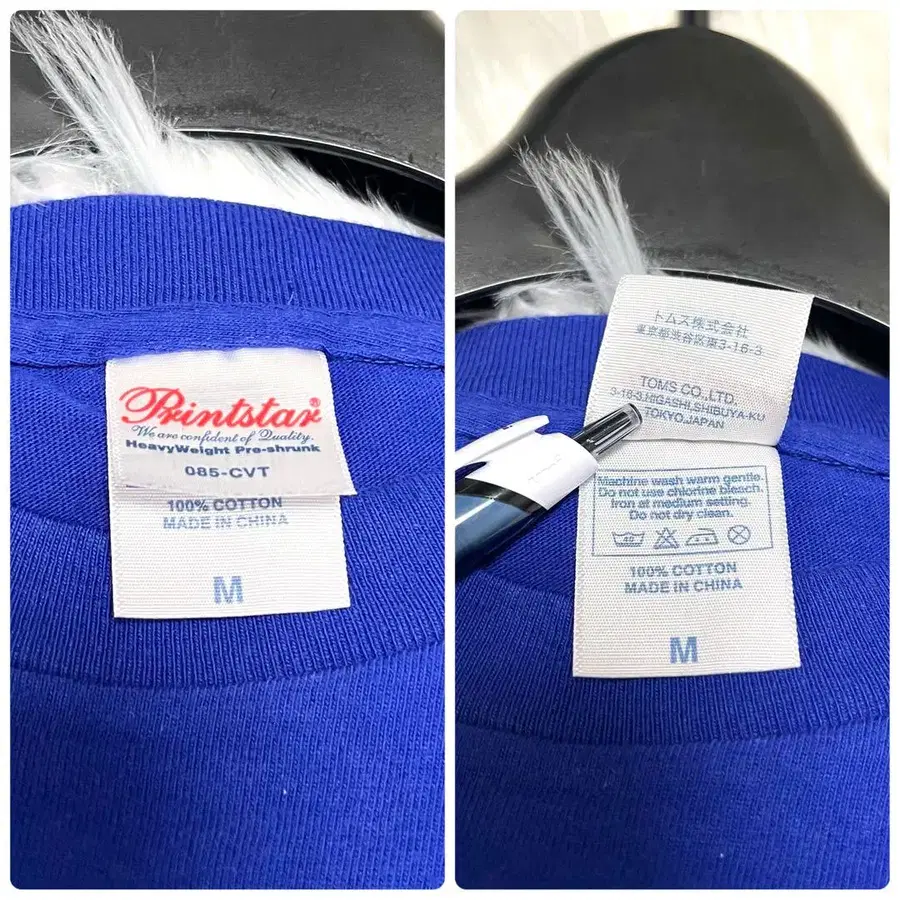 Printstar®
We are confident of Quality.
HeavyWeight Pre-shrunk
085-CVT
100% COTTON
MADE IN CHINA
M
トムス株式会社
東京都渋谷区東3-16-3
TOMS CO.,LTD.
3-16-3,HIGASHI,SHIBUYA-KU
TOKYO,JAPAN
Machine wash warm gentle.
Do not use chlorine bleach.
Iron at medium setting.
Do not dry clean.
40
100% COTTON
MADE IN CHINA
M